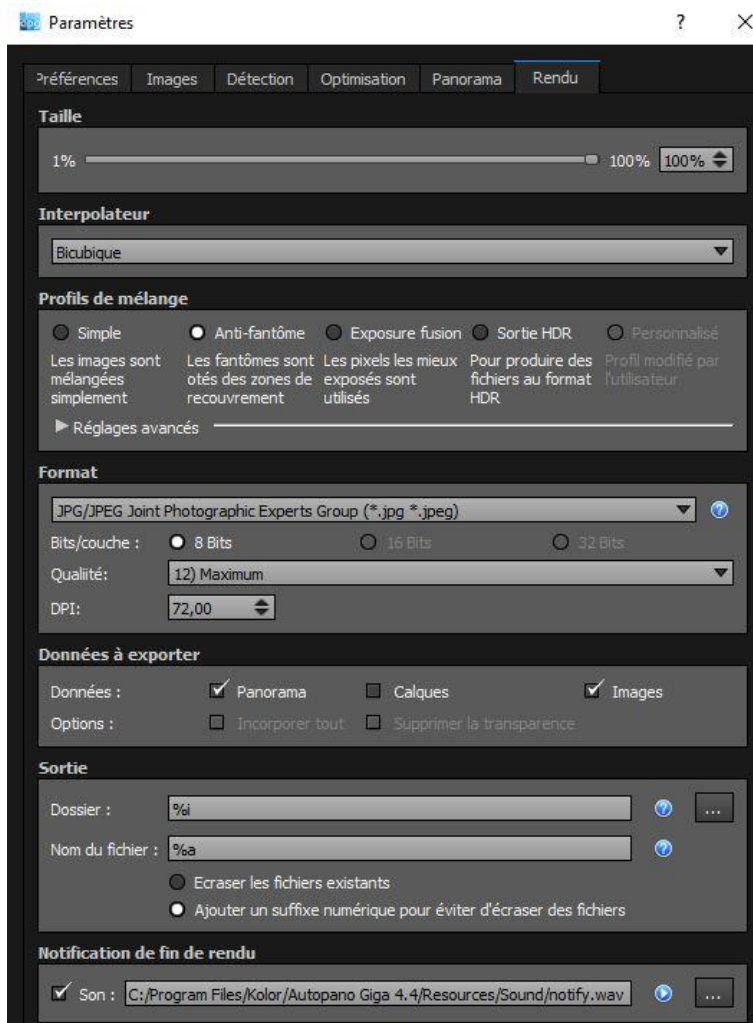 apg Paramètres ? X
Préférences Images Détection Optimisation Panorama Rendu
Taille
1% 100% 100%
Interpolateur
Bicubique
Profils de mélange
Simple Anti-fantôme Exposure fusion Sortie HDR Personnalisé
Les images sont Les fantômes sont Les pixels les mieux Pour produire des Profil modifié par
mélangées otés des zones de exposés sont fichiers au format l'utilisateur
simplement recouvrement utilisés HDR
Réglages avancés
Format
JPG/JPEG Joint Photographic Experts Group (*.jpg *.jpeg) ?
Bits/couche : 8 Bits 16 Bits 32 Bits
Qualiité: 12) Maximum
DPI: 72,00
Données à exporter
Données : Panorama Calques Images
Options : Incorporer tout Supprimer la transparence
Sortie
Dossier : %i ? ...
Nom du fichier : %a ?
Ecraser les fichiers existants
Ajouter un suffixe numérique pour éviter d'écraser des fichiers
Notification de fin de rendu
Son : C:/Program Files/Kolor/Autopano Giga 4.4/Resources/Sound/notify.wav ...